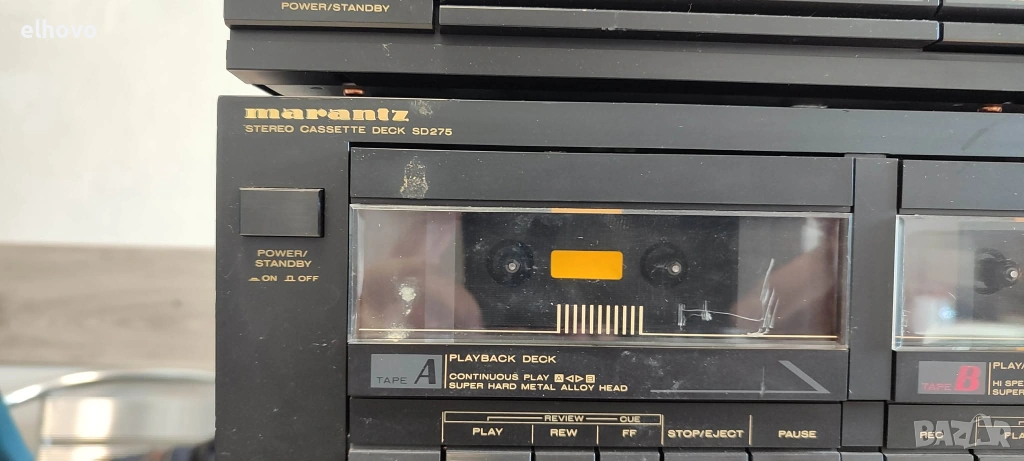 elhovo
POWER/STANDBY
marantz
STEREO CASSETTE DECK SD275
POWER/
STANDBY
ON OFF
TAPE A
PLAYBACK DECK
CONTINUOUS PLAY A◁▷B
SUPER HARD METAL ALLOY HEAD
TAPE B
REVIEW CUE
PLAY REW FF STOP/EJECT PAUSE
REC
BAZAR